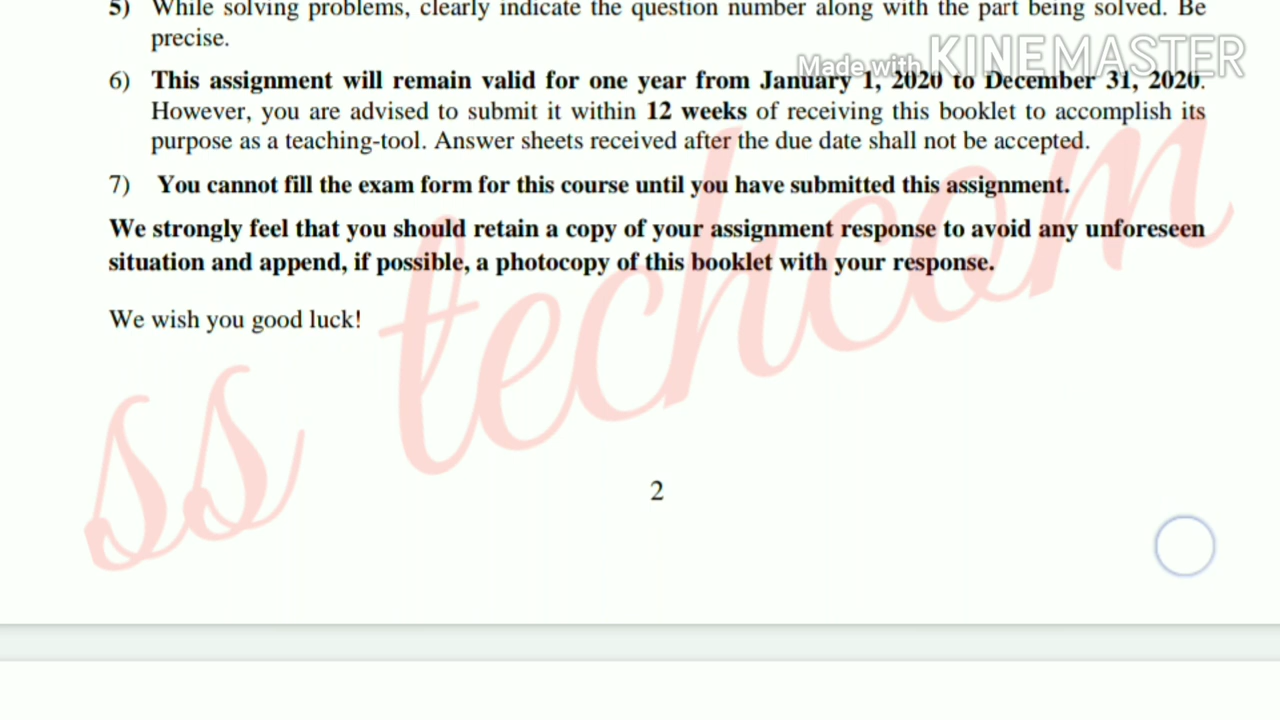 5) While solving problems, clearly indicate the question number along with the part being solved. Be
precise.
Made with KINEMASTER
6) This assignment will remain valid for one year from January 1, 2020 to December 31, 2020.
However, you are advised to submit it within 12 weeks of receiving this booklet to accomplish its
purpose as a teaching-tool. Answer sheets received after the due date shall not be accepted.
7) You cannot fill the exam form for this course until you have submitted this assignment.
We strongly feel that you should retain a copy of your assignment response to avoid any unforeseen
situation and append, if possible, a photocopy of this booklet with your response.
We wish you good luck!
ss techcom
2